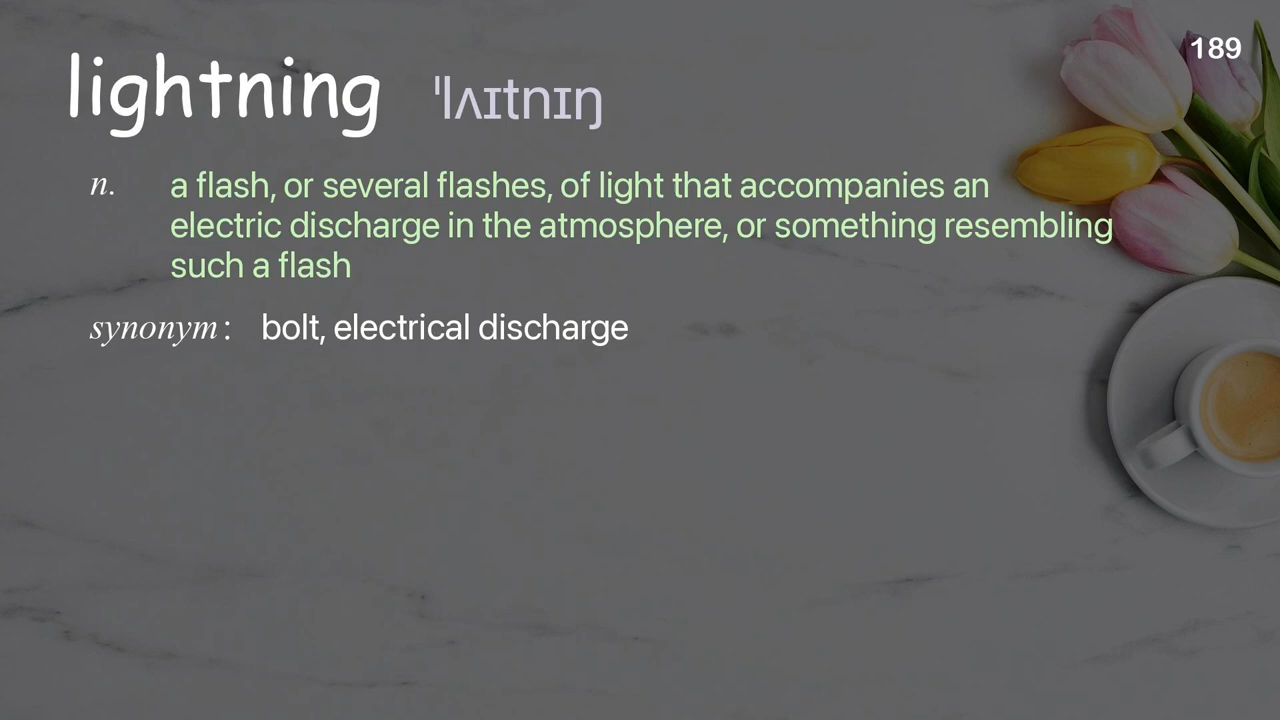 189
lightning ˈlʌɪtnɪŋ
n. a flash, or several flashes, of light that accompanies an
electric discharge in the atmosphere, or something resembling
such a flash
synonym: bolt, electrical discharge